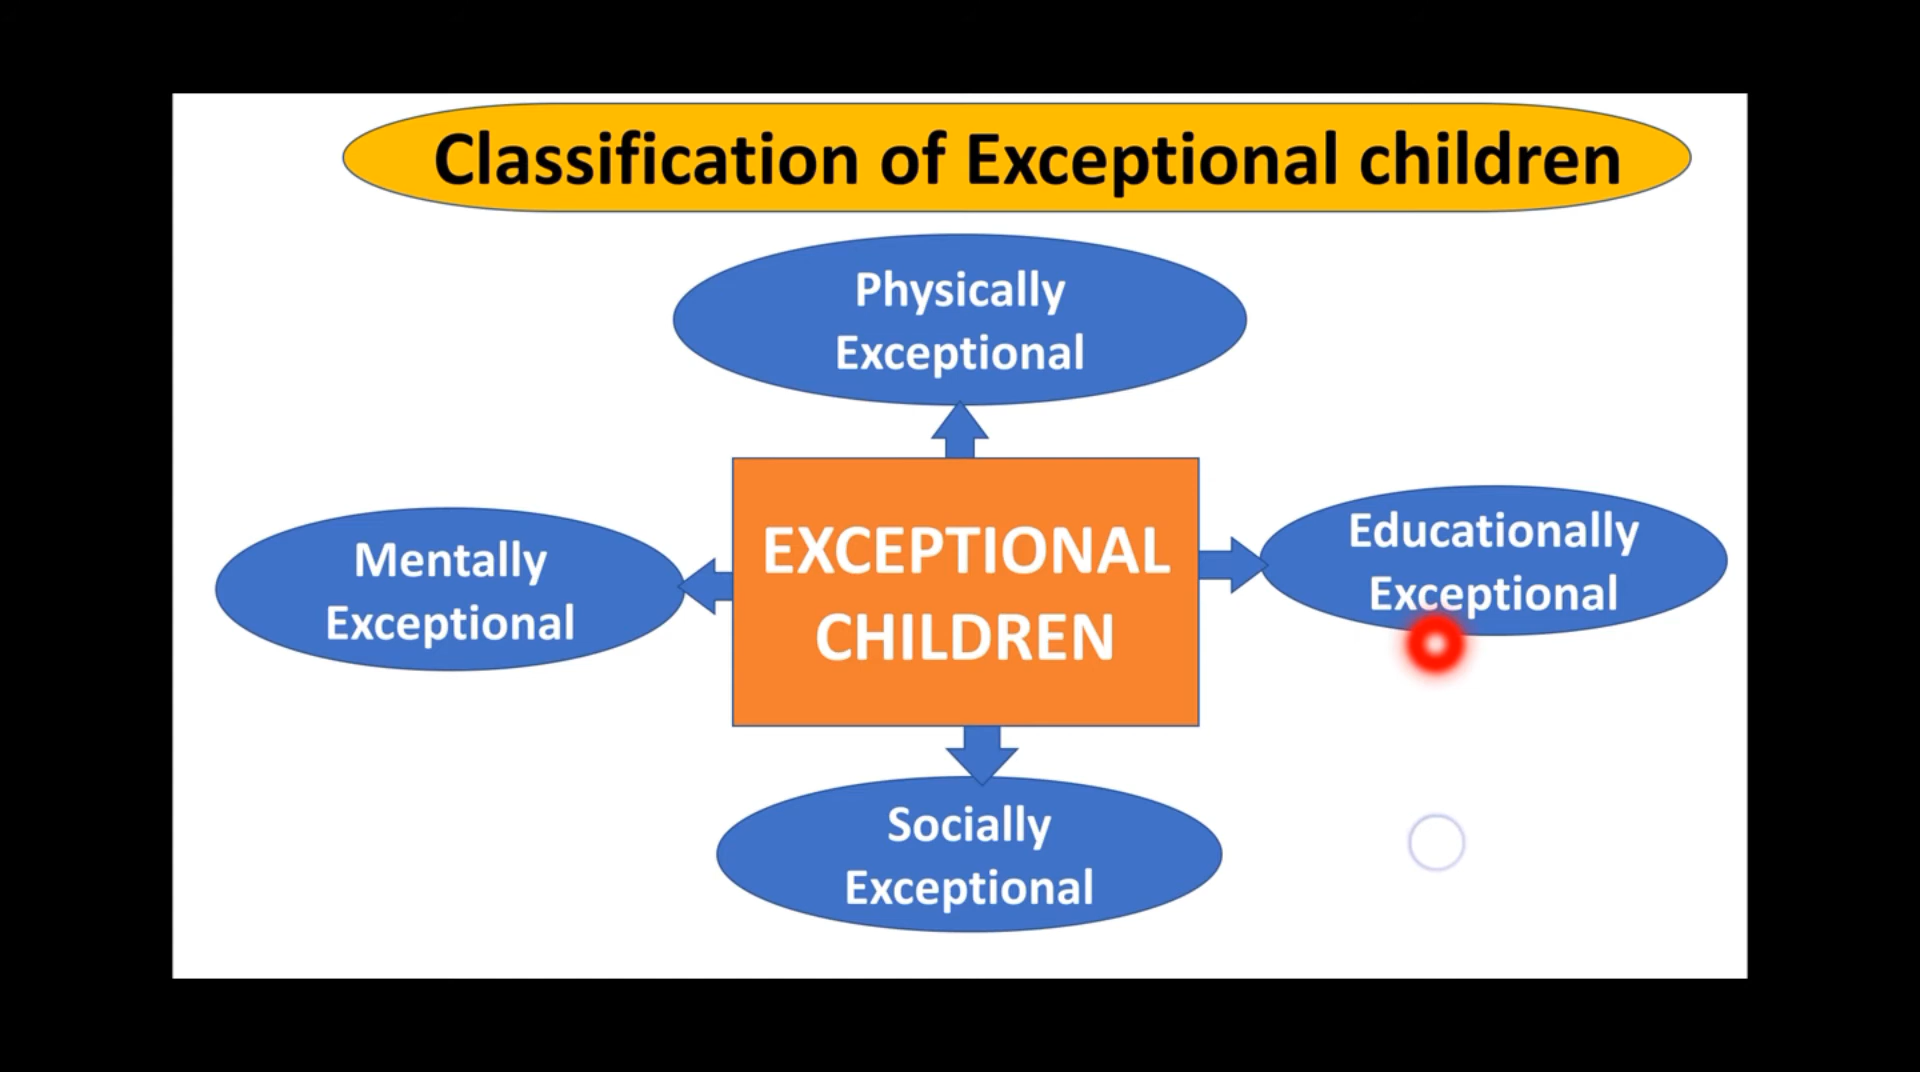 Classification of Exceptional children
Physically
Exceptional
Mentally
Exceptional
EXCEPTIONAL
CHILDREN
Educationally
Exceptional
Socially
Exceptional